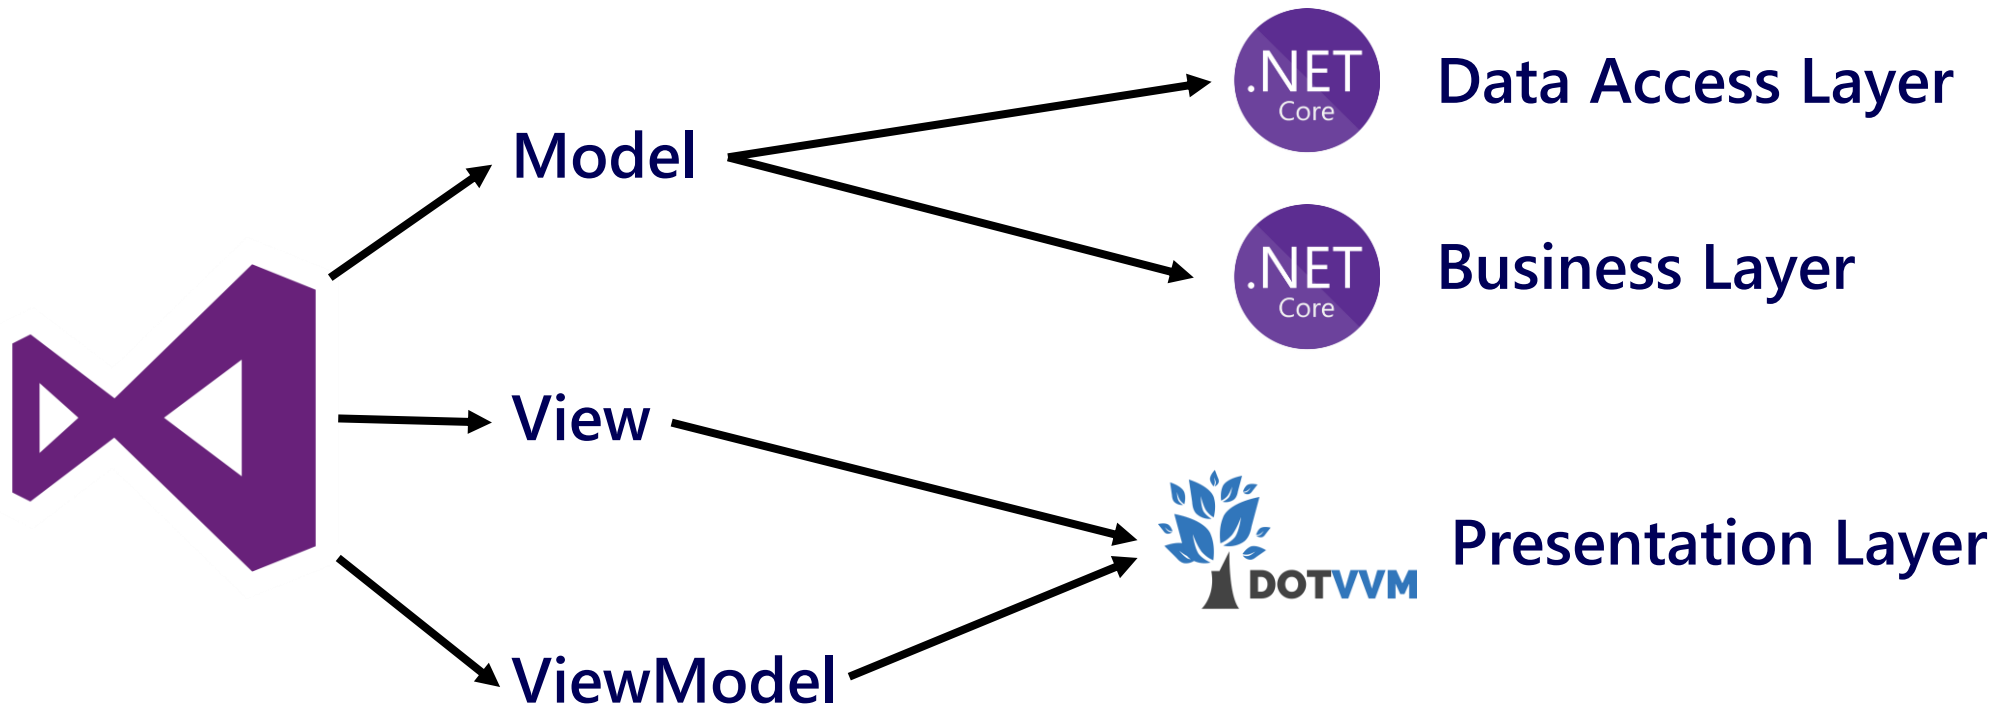 .NET
Core
Data Access Layer
Model
.NET
Core
Business Layer
View
DOTVVM
Presentation Layer
ViewModel